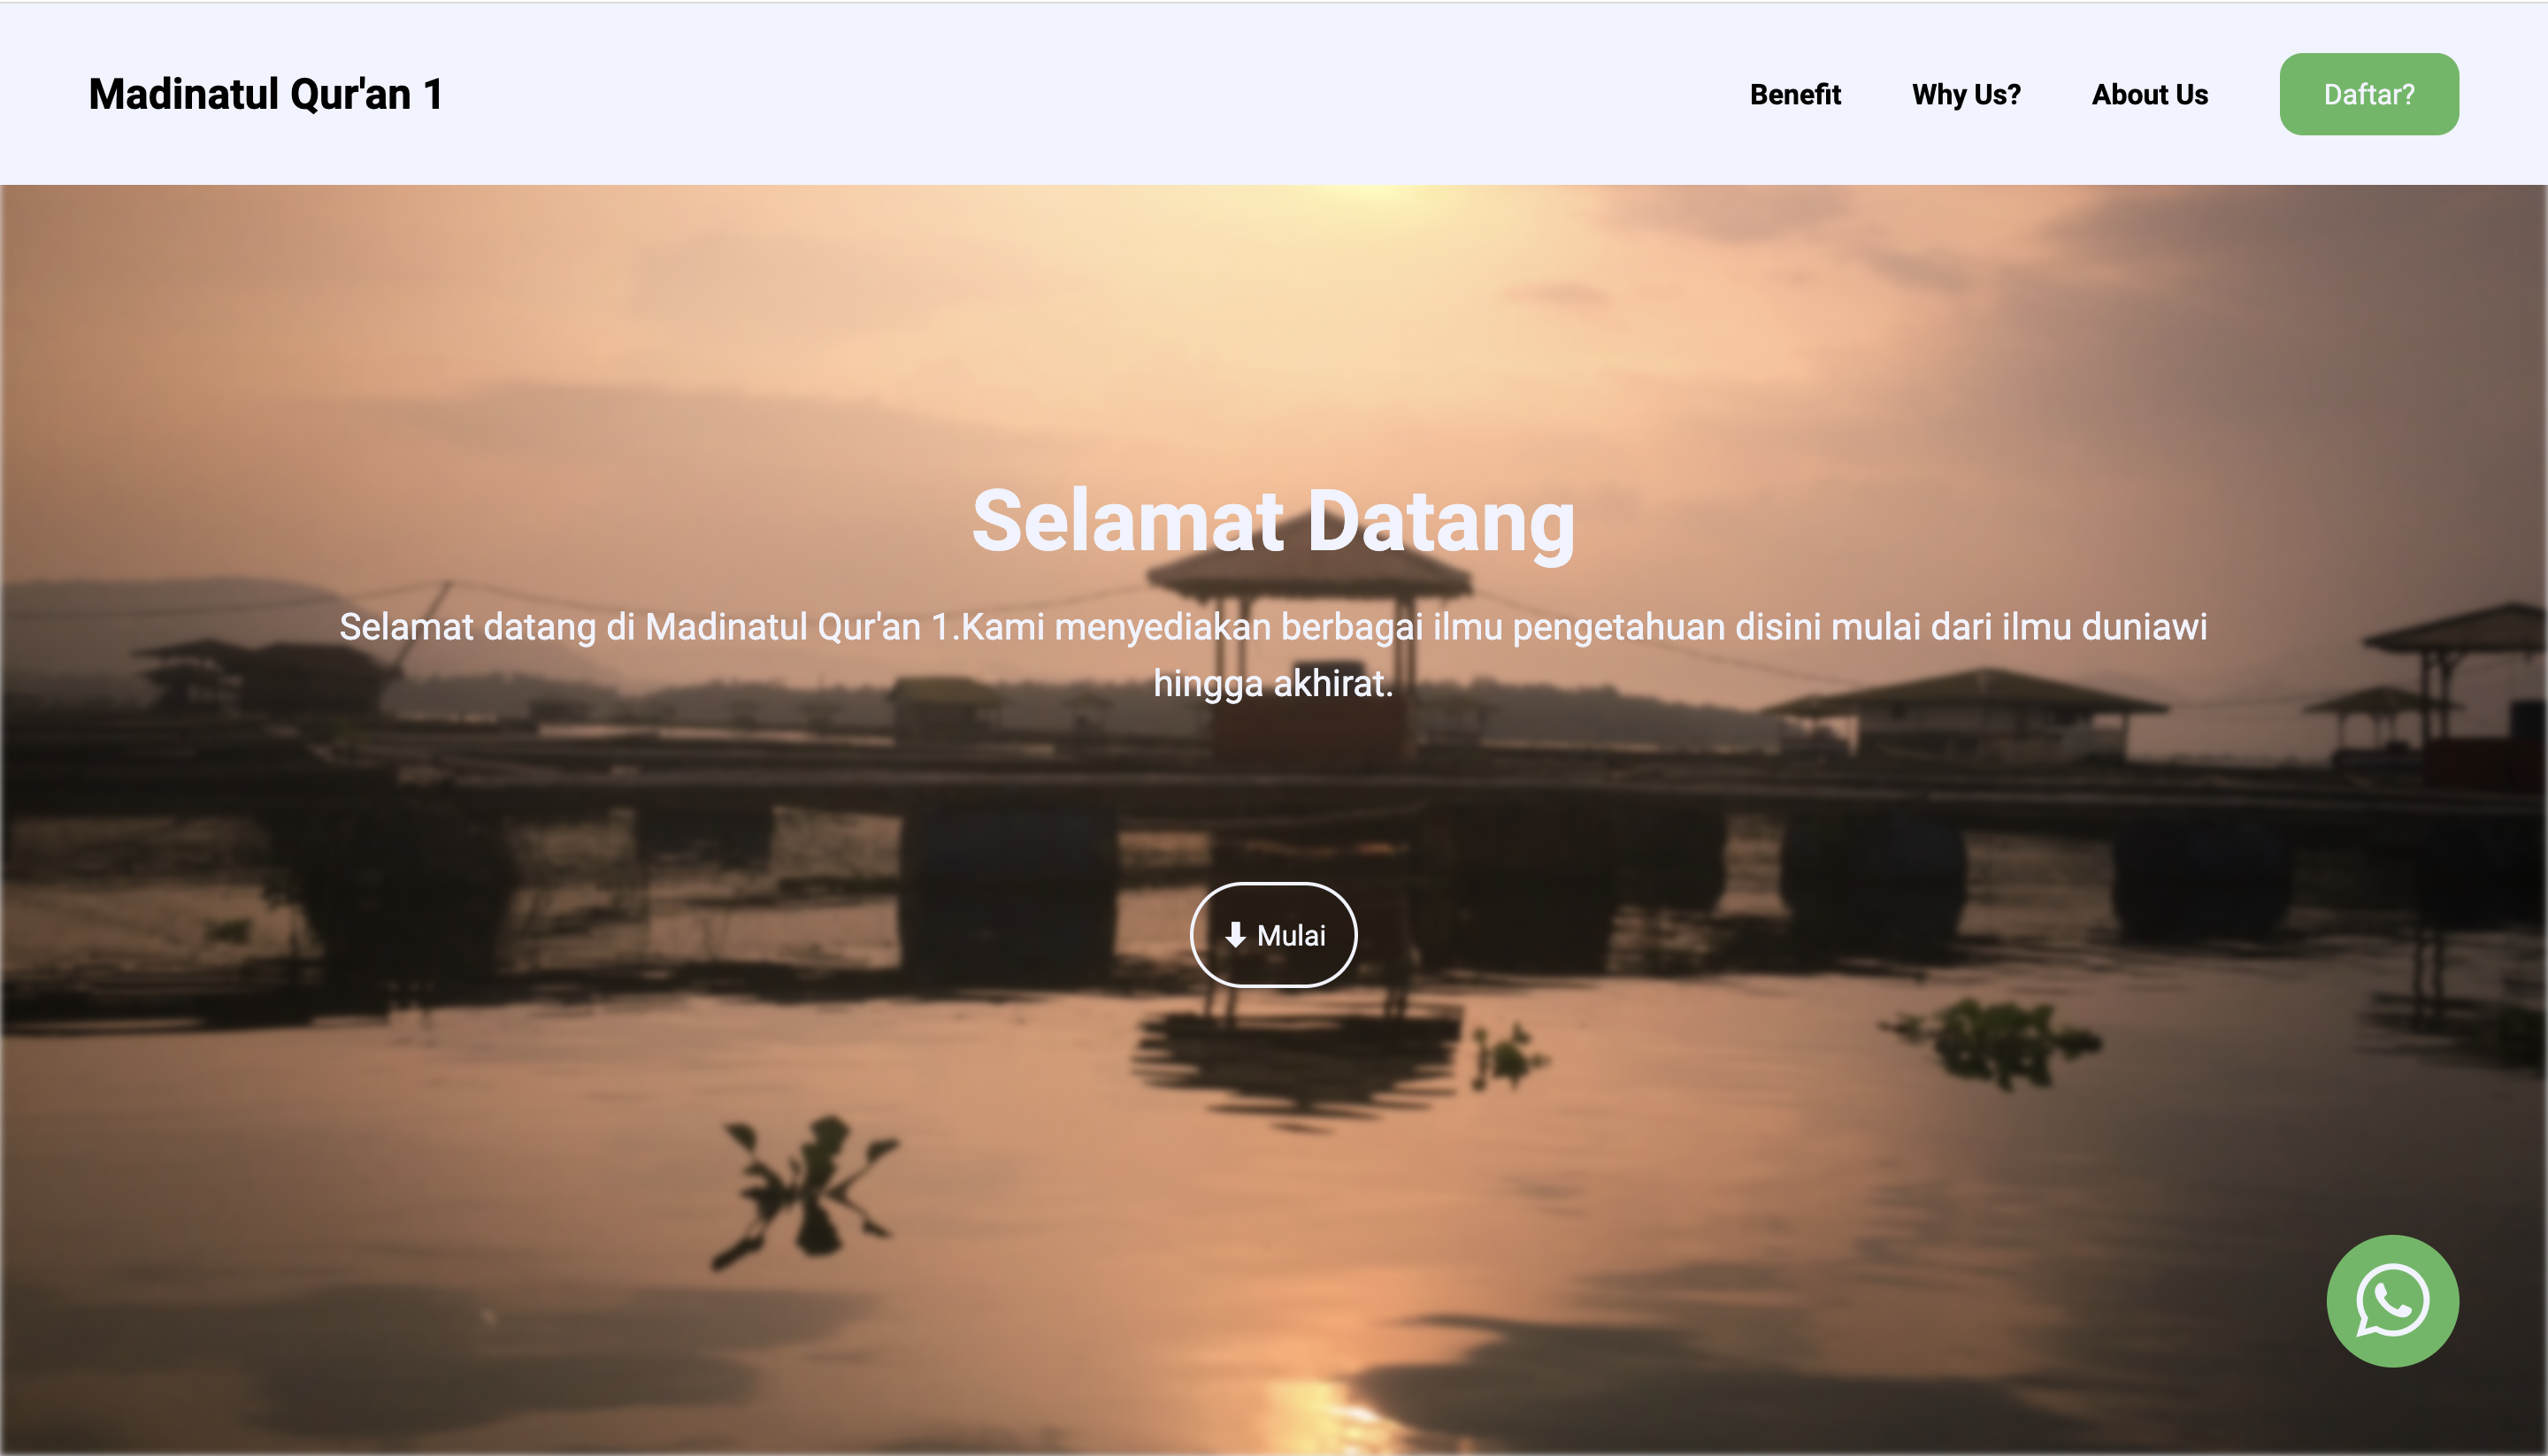 Madinatul Qur'an 1
Benefit
Why Us?
About Us
Daftar?
Selamat Datang
Selamat datang di Madinatul Qur'an 1.Kami menyediakan berbagai ilmu pengetahuan disini mulai dari ilmu duniawi
hingga akhirat.
Mulai